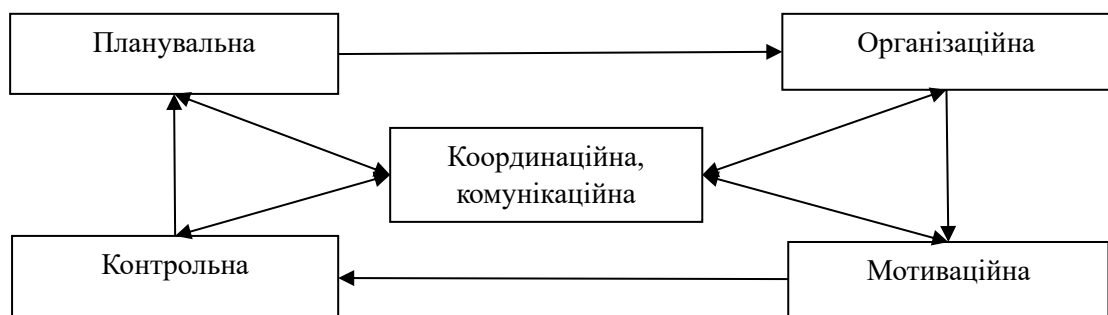 Планувальна
Організаційна
Координаційна,
комунікаційна
Контрольна
Мотиваційна